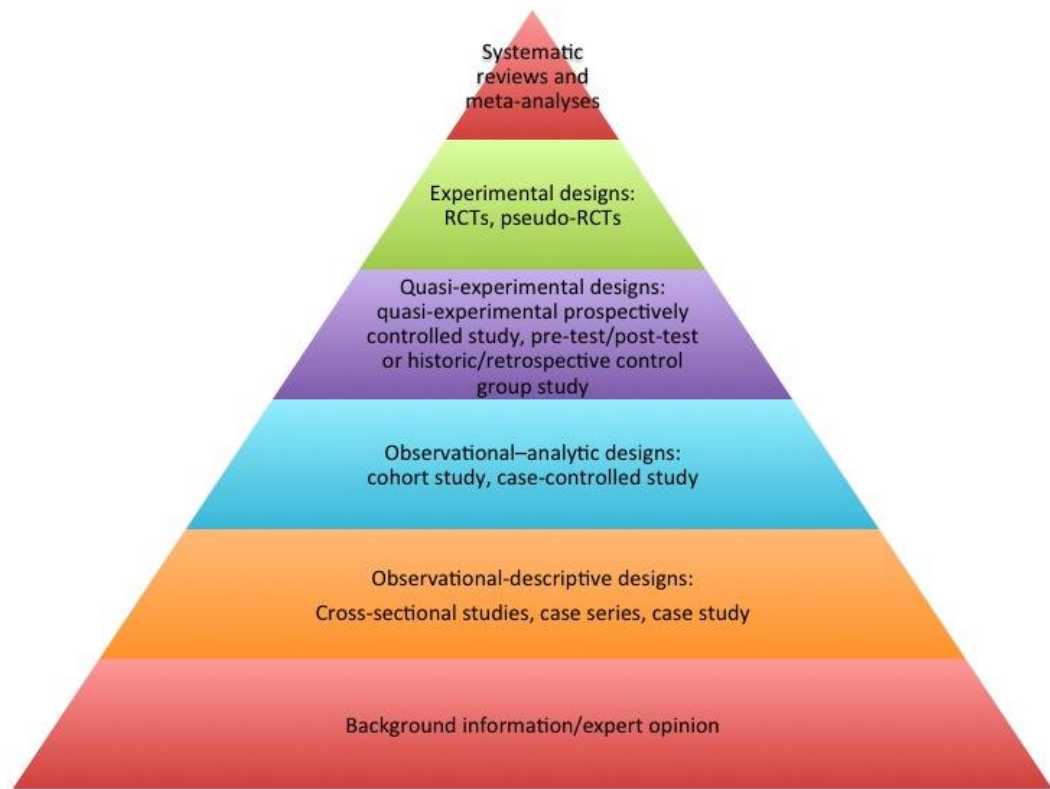 Systematic
reviews and
meta-analyses
Experimental designs:
RCTs, pseudo-RCTs
Quasi-experimental designs:
quasi-experimental prospectively
controlled study, pre-test/post-test
or historic/retrospective control
group study
Observational–analytic designs:
cohort study, case-controlled study
Observational-descriptive designs:
Cross-sectional studies, case series, case study
Background information/expert opinion